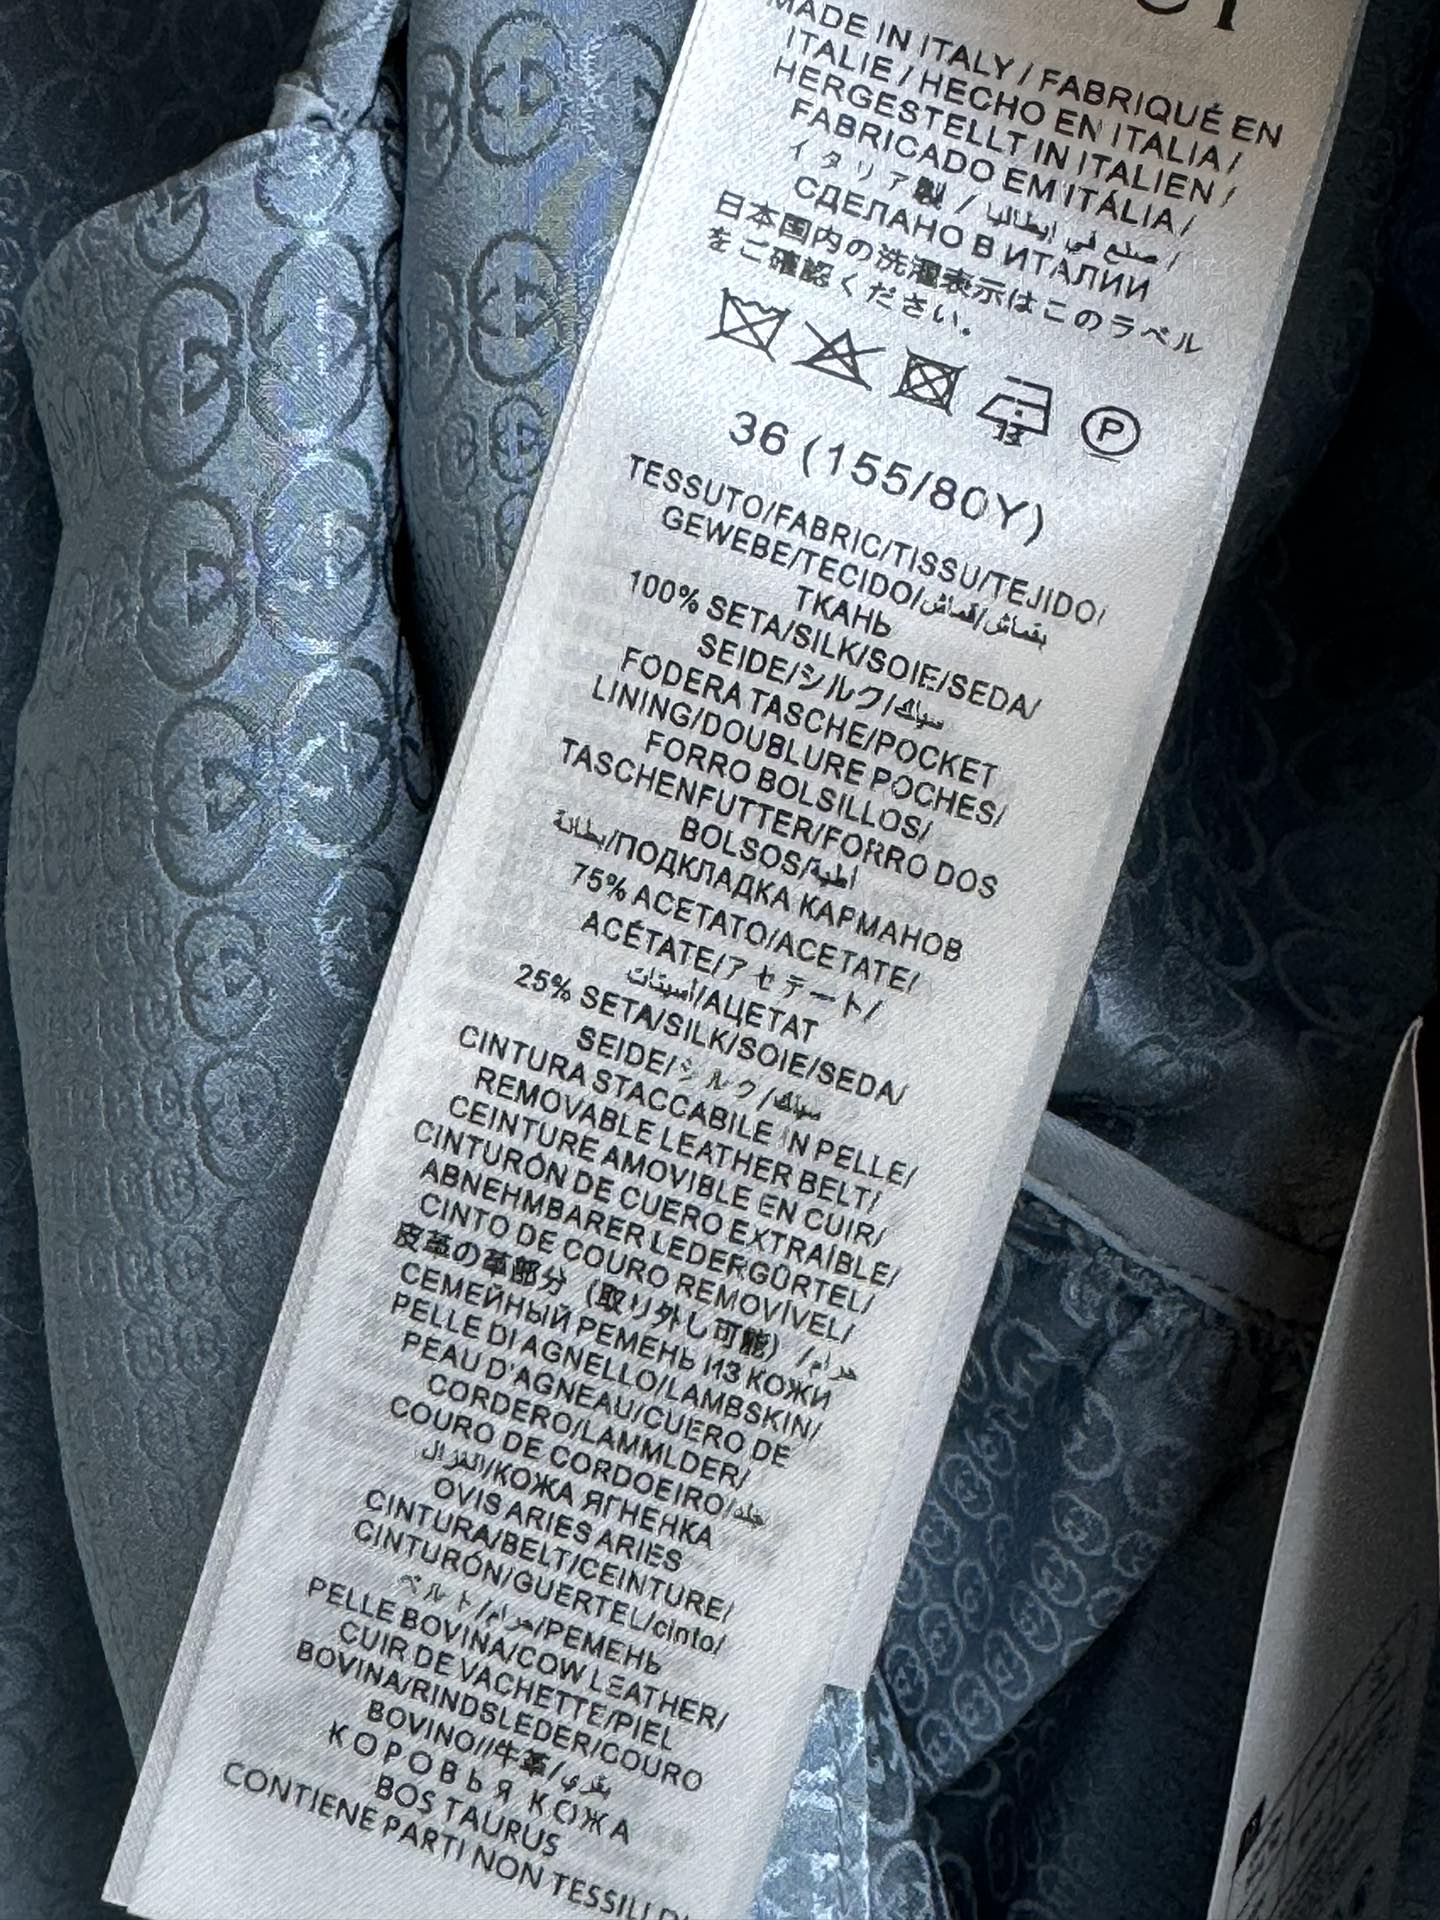 MADE IN ITALY / FABRIQUÉ EN
ITALIE / HECHO EN ITALIA /
HERGESTELLT IN ITALIEN /
FABRICADO EM ITÁLIA /
イタリア製 / صنع في إيطاليا /
СДЕЛАНО В ИТАЛИИ
日本国内の洗濯表示はこのラベル
をご確認ください。
P
36 (155/80Y)
TESSUTO/FABRIC/TISSU/TEJIDO/
GEWEBE/TECIDO/قماش/بقماش
ТКАНЬ
100% SETA/SILK/SOIE/SEDA/
SEIDE/シルク/
FODERA TASCHE/POCKET
LINING/DOUBLURE POCHES/
FORRO BOLSILLOS/
TASCHENFUTTER/FORRO DOS
BOLSOS/
/ПОДКЛАДКА КАРМАНОВ
75% ACETATO/ACETATE/
ACÉTATE/アセテート/
/АЦЕТАТ
25% SETA/SILK/SOIE/SEDA/
SEIDE/シルク/
CINTURA STACCABILE IN PELLE/
REMOVABLE LEATHER BELT/
CEINTURE AMOVIBLE EN CUIR/
CINTURÓN DE CUERO EXTRAÍBLE/
ABNEHMBARER LEDERGÜRTEL/
CINTO DE COURO REMOVÍVEL/
皮革の革部分（取り外し可能）/حزام
СЕМЕЙНЫЙ РЕМЕНЬ ИЗ КОЖИ
PELLE DI AGNELLO/LAMBSKIN/
PEAU D'AGNEAU/CUERO DE
CORDERO/LAMMLDER/
COURO DE CORDOEIRO/جلد
/КОЖА ЯГНЕНКА
OVIS ARIES ARIES
CINTURA/BELT/CEINTURE/
CINTURÓN/GUERTEL/cinto/
ベルト/حزام/РЕМЕНЬ
PELLE BOVINA/COW LEATHER/
CUIR DE VACHETTE/PIEL
BOVINA/RINDSLEDER/COURO
BOVINO//牛革/بقري
КОРОВЬЯ КОЖА
BOS TAURUS
CONTIENE PARTI NON TESSILI DI